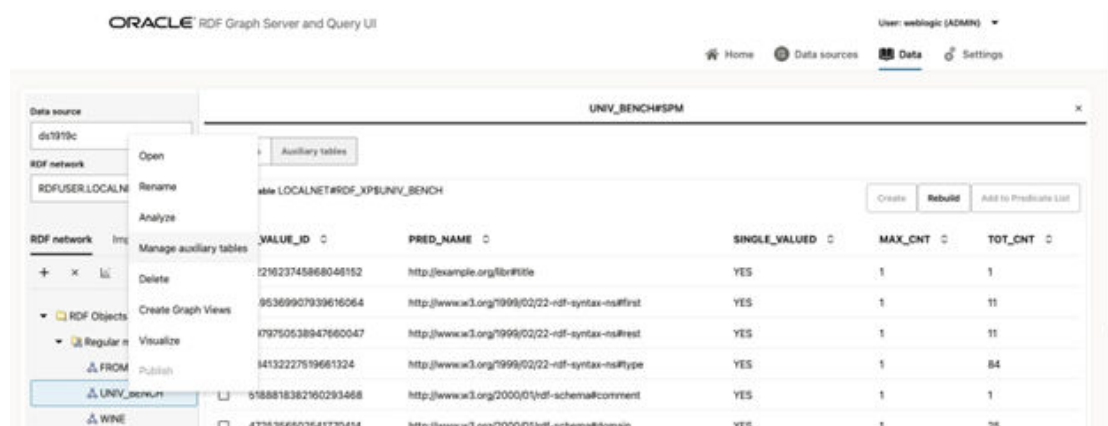 ORACLE RDF Graph Server and Query UI
User: weblogic (ADMIN)
Home
Data sources
Data
Settings
Data source
ds1919c
RDF network
RDFUSER.LOCALN
RDF network
RDF Objects
Regular
FROM
UNIV_BENCH
WINE
Open
Rename
Analyze
Manage auxiliary tables
Delete
Create Graph Views
Visualize
Publish
UNIV_BENCH#SPM
Auxiliary tables
LOCALNET#RDF_XP$UNIV_BENCH
Create
Rebuild
Add to Predicate List
VALUE_ID PRED_NAME SINGLE_VALUED MAX_CNT TOT_CNT
221623745868046152 http://example.org/libr#title YES 1 1
953699079939616064 http://www.w3.org/1999/02/22-rdf-syntax-ns#first YES 1 11
79750538947660047 http://www.w3.org/1999/02/22-rdf-syntax-ns#rest YES 1 11
84132227519661324 http://www.w3.org/1999/02/22-rdf-syntax-ns#type YES 1 84
5188818382160293468 http://www.w3.org/2000/01/rdf-schema#comment YES 1 1